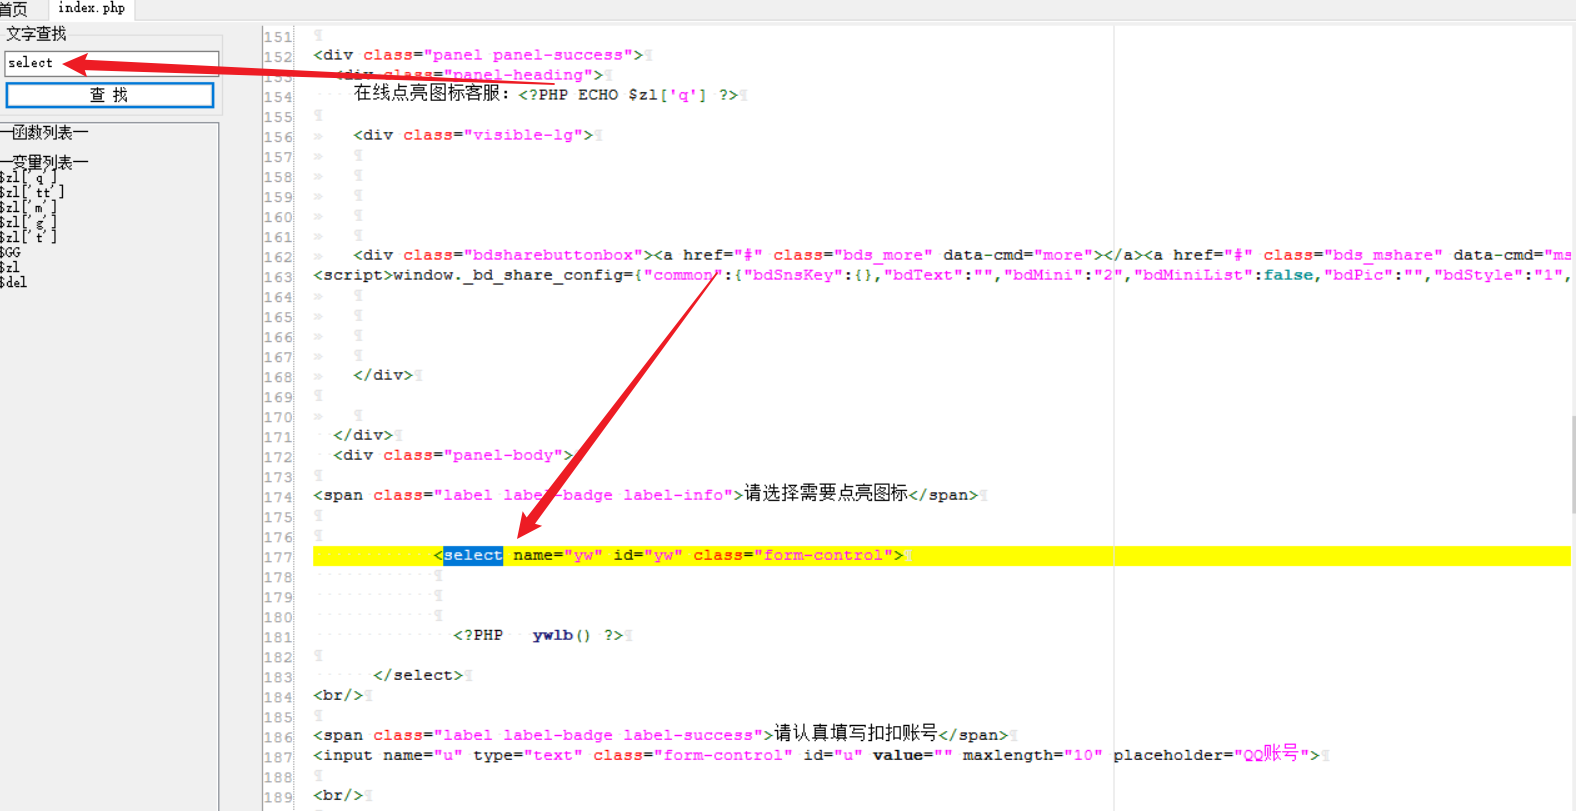 首页
index.php
文字查找
select
查 找
一函数列表一
一变量列表一
$zl['q']
$zl['tt']
$zl['m']
$zl['g']
$zl['t']
$GG
$zl
$del
151
152 <div class="panel panel-success">
153 <div class="panel-heading">
154 在线点亮图标客服：<?PHP ECHO $zl['q'] ?>
155
156 <div class="visible-lg">
157
158
159
160
161
162 <div class="bdsharebuttonbox"><a href="#" class="bds_more" data-cmd="more"></a><a href="#" class="bds_mshare" data-cmd="ms
163 <script>window._bd_share_config={"common":{"bdSnsKey":{},"bdText":"","bdMini":"2","bdMiniList":false,"bdPic":"","bdStyle":"1",
164
165
166
167
168 </div>
169
170
171 </div>
172 <div class="panel-body">
173
174 <span class="label label-badge label-info">请选择需要点亮图标</span>
175
176
177 <select name="yw" id="yw" class="form-control">
178
179
180
181 <?PHP ywlb() ?>
182
183 </select>
184 <br/>
185
186 <span class="label label-badge label-success">请认真填写扣扣账号</span>
187 <input name="u" type="text" class="form-control" id="u" value="" maxlength="10" placeholder="QQ账号">
188
189 <br/>